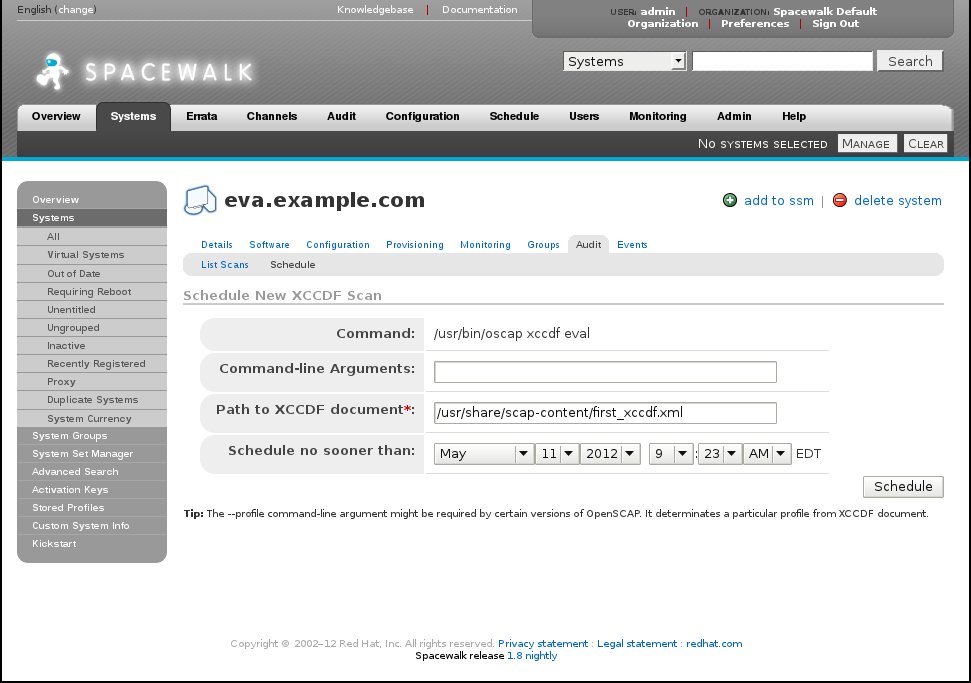 English (change)
Knowledgebase | Documentation
USER: admin | ORGANIZATION: Spacewalk Default
Organization | Preferences | Sign Out
SPACEWALK
Systems Search
Overview Systems Errata Channels Audit Configuration Schedule Users Monitoring Admin Help
No systems selected Manage Clear
Overview
Systems
All
Virtual Systems
Out of Date
Requiring Reboot
Unentitled
Ungrouped
Inactive
Recently Registered
Proxy
Duplicate Systems
System Currency
System Groups
System Set Manager
Advanced Search
Activation Keys
Stored Profiles
Custom System Info
Kickstart
eva.example.com
add to ssm | delete system
Details Software Configuration Provisioning Monitoring Groups Audit Events
List Scans Schedule
Schedule New XCCDF Scan
Command: /usr/bin/oscap xccdf eval
Command-line Arguments:
Path to XCCDF document*: /usr/share/scap-content/first_xccdf.xml
Schedule no sooner than: May 11 2012 9 : 23 AM EDT
Schedule
Tip: The --profile command-line argument might be required by certain versions of OpenSCAP. It determinates a particular profile from XCCDF document.
Copyright © 2002–12 Red Hat, Inc. All rights reserved. Privacy statement : Legal statement : redhat.com
Spacewalk release 1.8 nightly